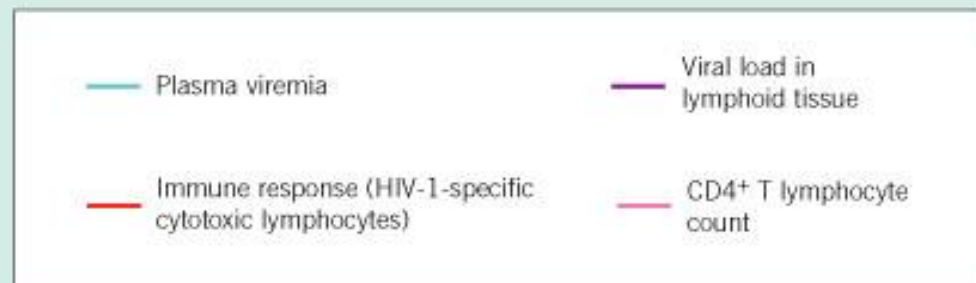 Plasma viremia
Viral load in
lymphoid tissue
Immune response (HIV-1-specific
cytotoxic lymphocytes)
CD4⁺ T lymphocyte
count